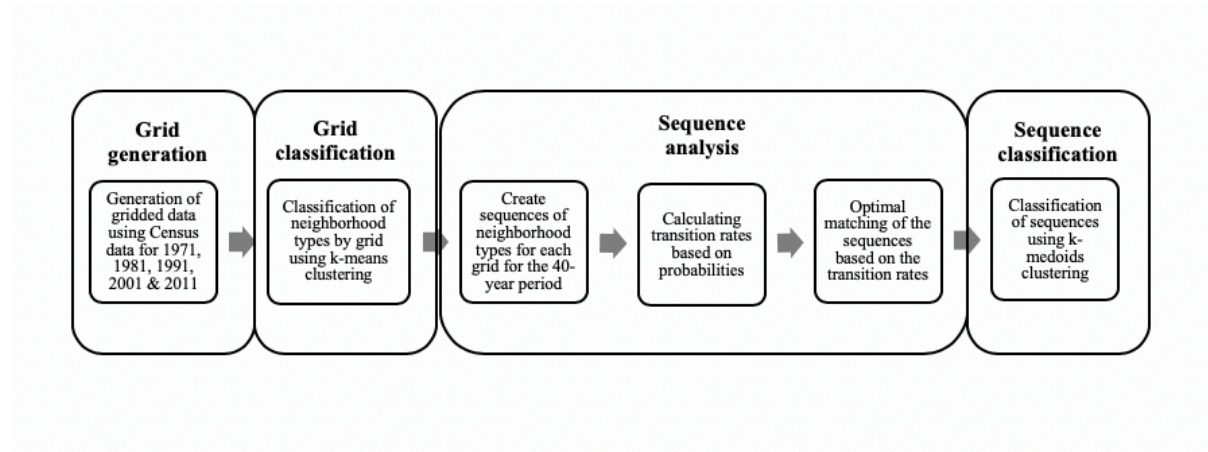 Grid
generation
Generation of
gridded data
using Census
data for 1971,
1981, 1991,
2001 & 2011
Grid
classification
Classification of
neighborhood
types by grid
using k-means
clustering
Sequence
analysis
Create
sequences of
neighborhood
types for each
grid for the 40-
year period
Calculating
transition rates
based on
probabilities
Optimal
matching of the
sequences
based on the
transition rates
Sequence
classification
Classification
of sequences
using k-
medoids
clustering